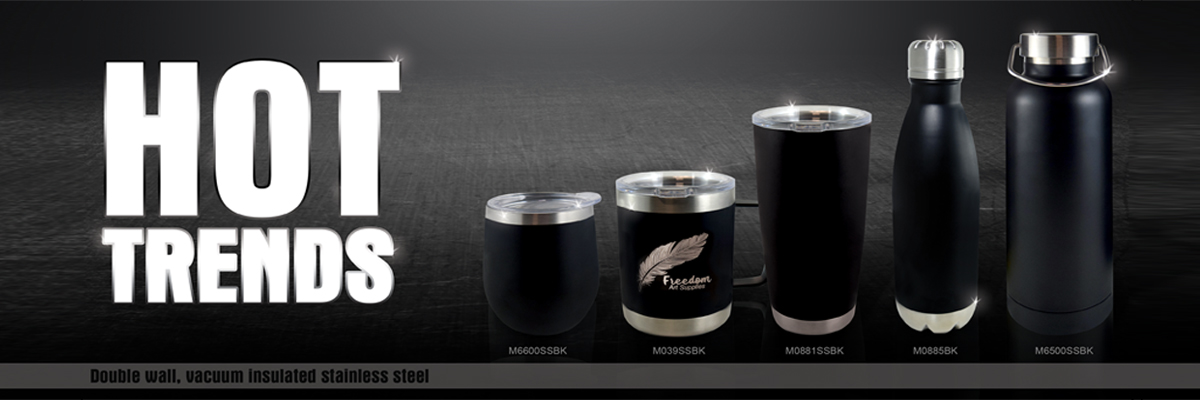 HOT
TRENDS
Freedom
Art Supplies
M6600SSBK
M039SSBK
M0881SSBK
M0885BK
M6500SSBK
Double wall, vacuum insulated stainless steel